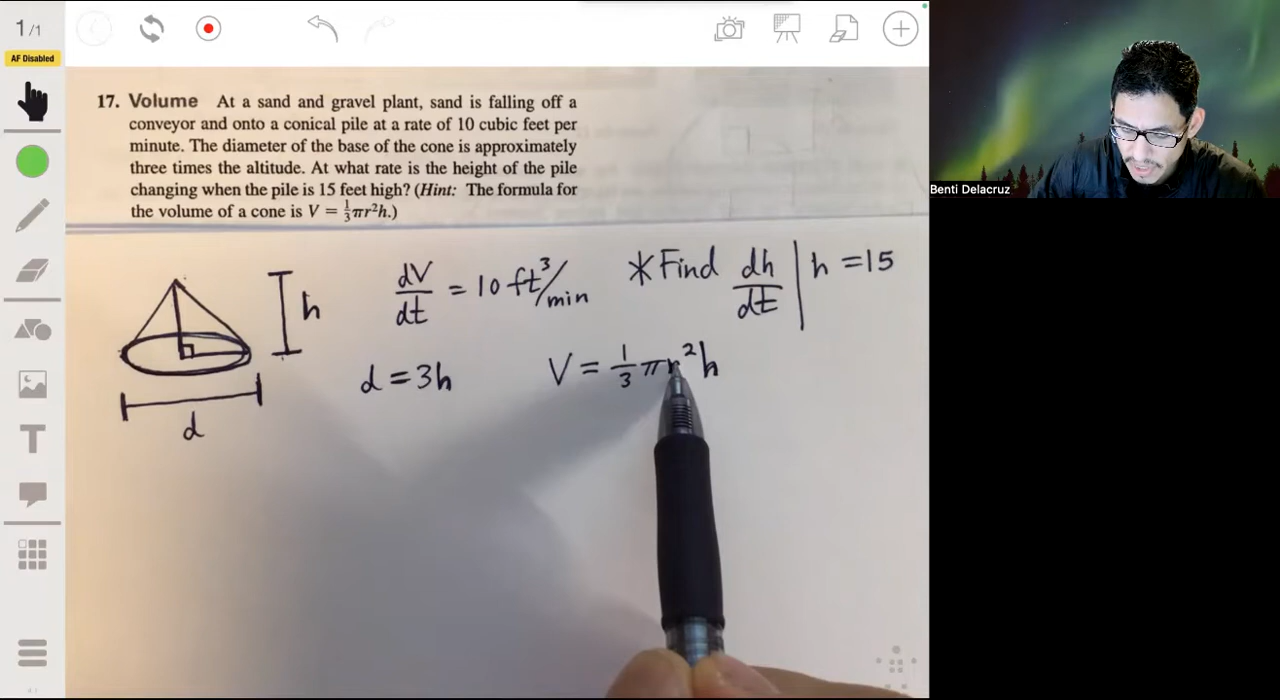 1/1
AF Disabled
17. Volume At a sand and gravel plant, sand is falling off a
conveyor and onto a conical pile at a rate of 10 cubic feet per
minute. The diameter of the base of the cone is approximately
three times the altitude. At what rate is the height of the pile
changing when the pile is 15 feet high? (Hint: The formula for
the volume of a cone is V = 1/3 πr²h.)
h
dV/dt = 10 ft³/min
*Find dh/dt | h = 15
d = 3h
V = 1/3 πr²h
d
T
Benti Delacruz